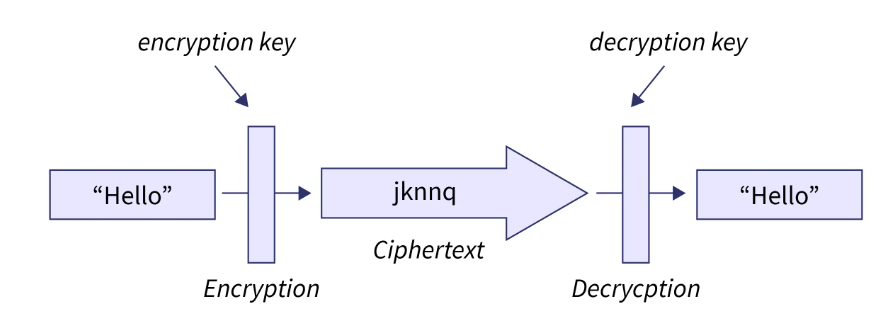 encryption key
decryption key
“Hello”
jknnq
“Hello”
Ciphertext
Encryption
Decrycption